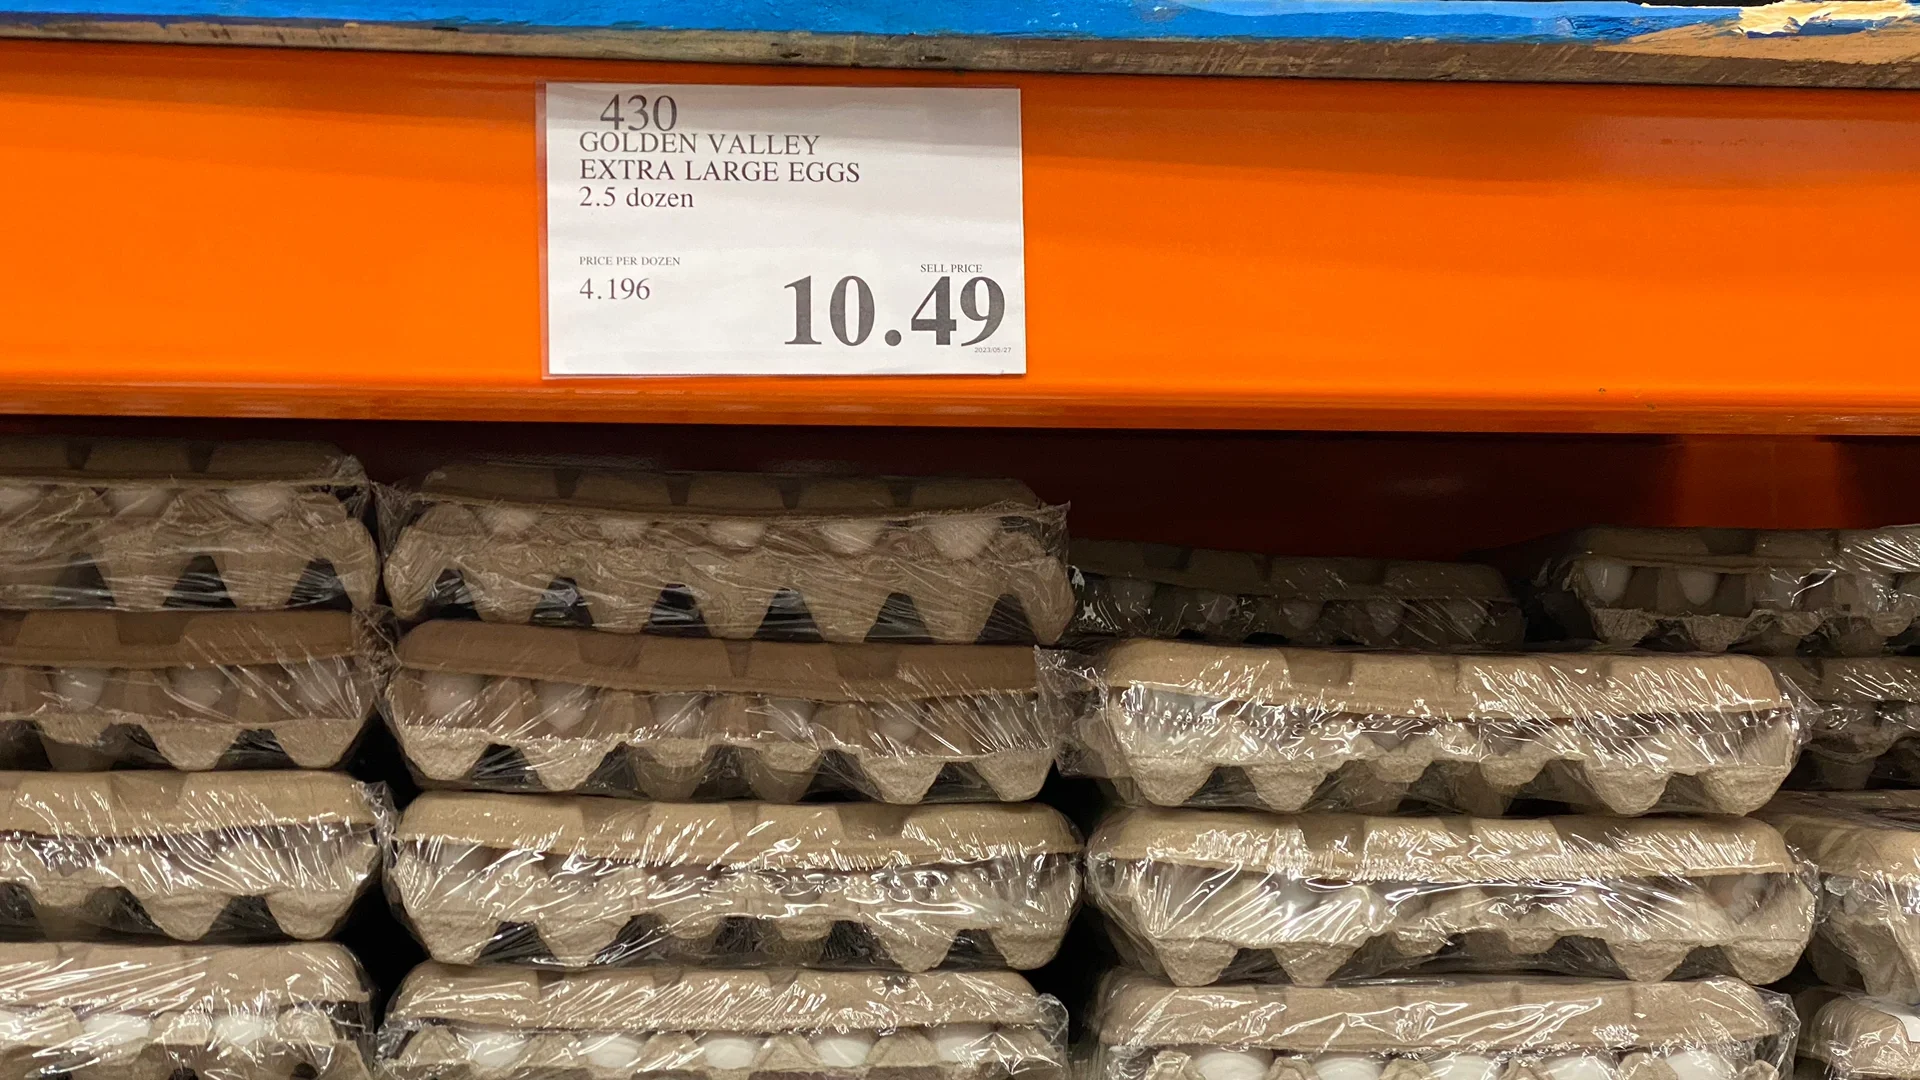 430
GOLDEN VALLEY
EXTRA LARGE EGGS
2.5 dozen
PRICE PER DOZEN
4.196
SELL PRICE
10.49
2023/05/27